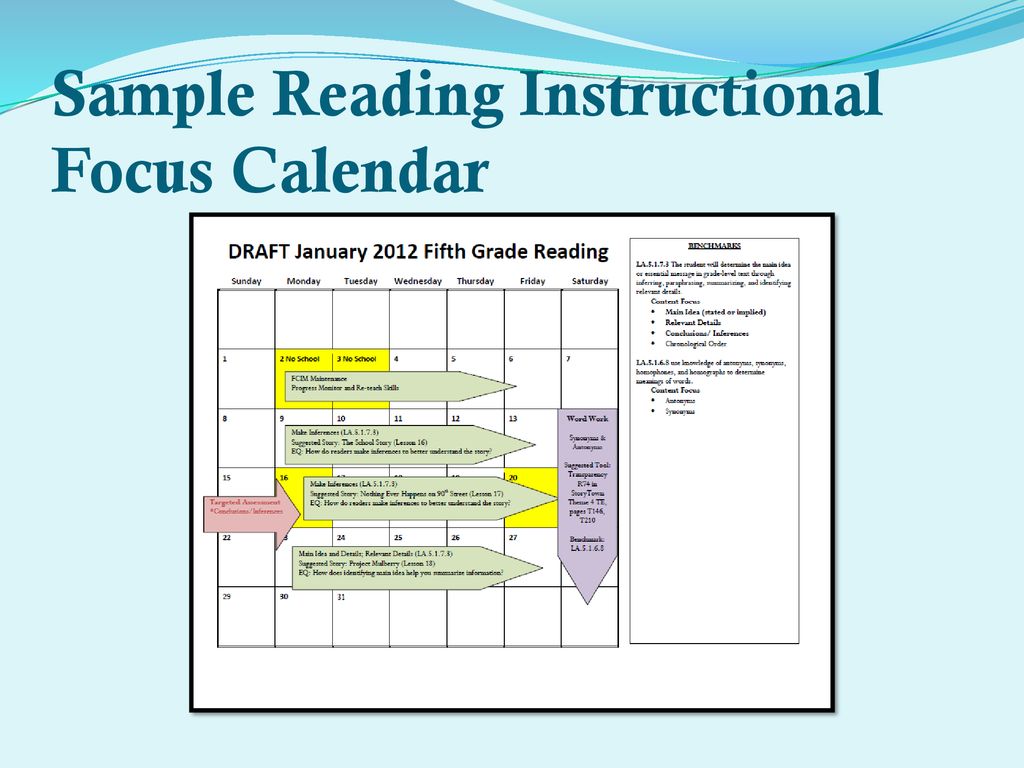 Sample Reading Instructional
Focus Calendar
DRAFT January 2012 Fifth Grade Reading
Sunday Monday Tuesday Wednesday Thursday Friday Saturday
1 2 No School 3 No School 4 5 6 7
FCIM Maintenance
Progress Monitor and Re-teach Skills
8 9 10 11 12 13
Make Inferences (LA.5.1.7.3)
Suggested Story: The School Story (Lesson 16)
EQ: How do readers make inferences to better understand the story?
15 16 20
Make Inferences (LA.5.1.7.3)
Suggested Story: Nothing Ever Happens on 90th Street (Lesson 17)
EQ: How do readers make inferences to better understand the story?
Targeted Assessment
*Conclusions/Inferences
22 24 25 26 27
Main Idea and Details; Relevant Details (LA.5.1.7.3)
Suggested Story: Project Mulberry (Lesson 18)
EQ: How does identifying main idea help you summarize information?
29 30 31
Word Work
Synonyms &
Antonyms
Suggested Tool:
Transparency
R74 in
StoryTown
Theme 4 TE,
pages T146,
T210
Benchmark:
LA.5.1.6.8
BENCHMARKS
LA.5.1.7.3 The student will determine the main idea
or essential message in grade-level text through
inferring, paraphrasing, summarizing, and identifying
relevant details.
Content Focus
• Main Idea (stated or implied)
• Relevant Details
• Conclusions/ Inferences
• Chronological Order
LA.5.1.6.8 use knowledge of antonyms, synonyms,
homophones, and homographs to determine
meanings of words.
Content Focus
• Antonyms
• Synonyms